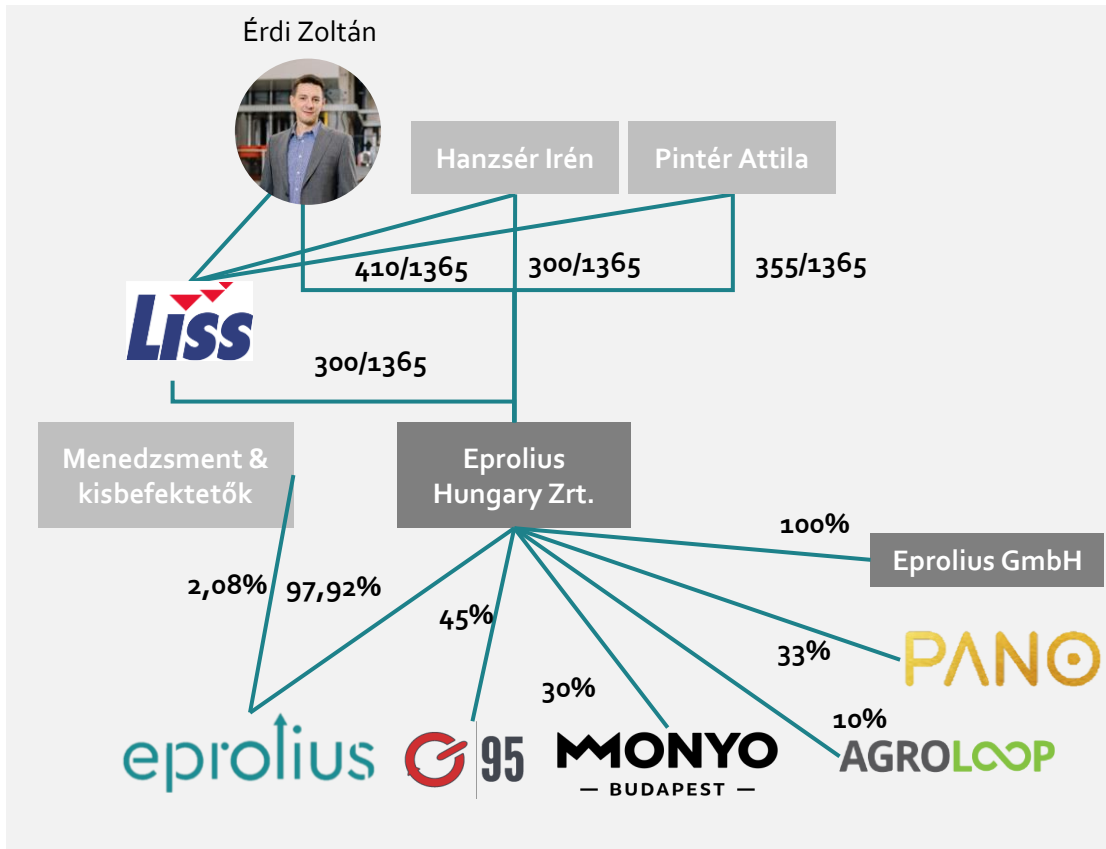 Érdi Zoltán
Hanzsér Irén
Pintér Attila
410/1365
300/1365
355/1365
Liss
300/1365
Menedzsment &
kisbefektetők
Eprolius
Hungary Zrt.
100%
Eprolius GmbH
2,08%
97,92%
45%
33%
PANO
30%
10%
eprolius
G 95
MONYO
— BUDAPEST —
AGROLOOP